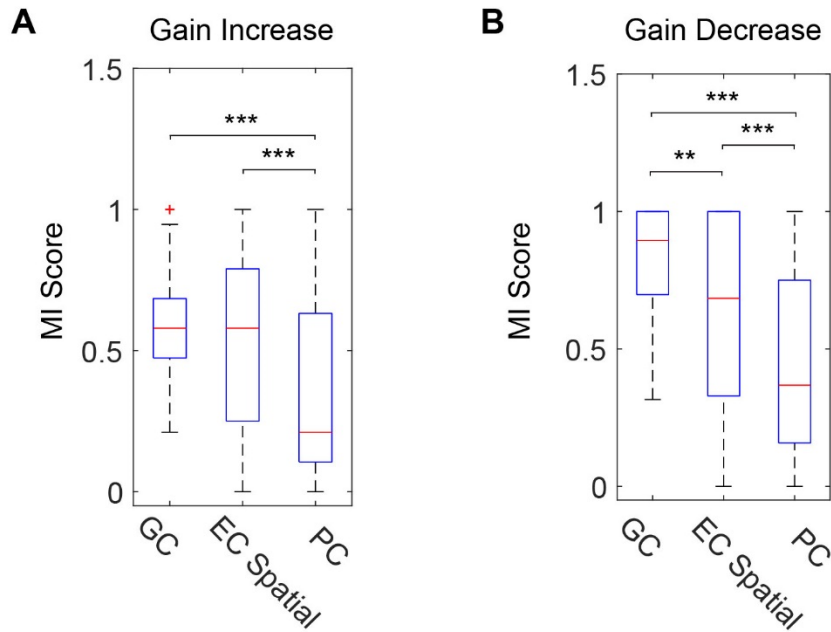 A
Gain Increase
MI Score
1.5
1
0.5
0
***
***
GC
EC Spatial
PC
B
Gain Decrease
MI Score
1.5
1
0.5
0
***
***
**
GC
EC Spatial
PC